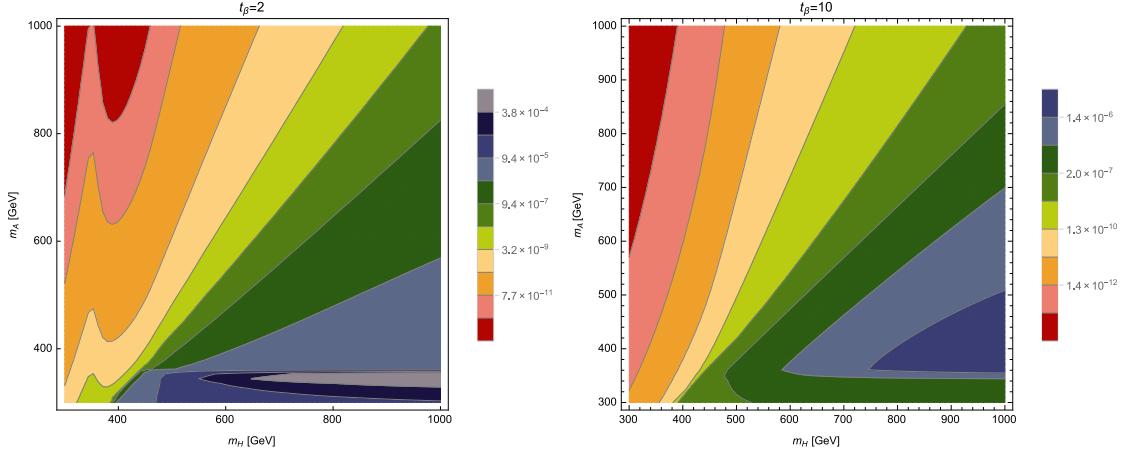 t_β=2
1000
800
600
400
m_A [GeV]
400
600
800
1000
m_H [GeV]
3.8 × 10⁻⁴
9.4 × 10⁻⁵
9.4 × 10⁻⁷
3.2 × 10⁻⁹
7.7 × 10⁻¹¹
t_β=10
1000
900
800
700
600
500
400
300
m_A [GeV]
300
400
500
600
700
800
900
1000
m_H [GeV]
1.4 × 10⁻⁶
2.0 × 10⁻⁷
1.3 × 10⁻¹⁰
1.4 × 10⁻¹²